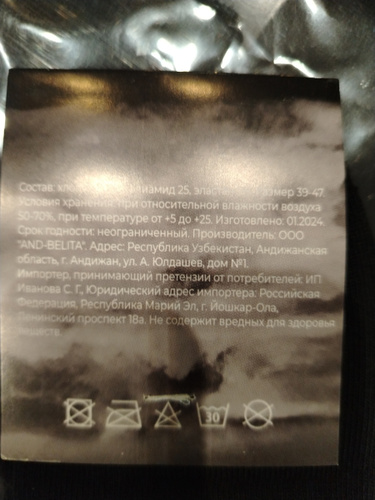 Состав: хло лиамид 25, эласт змер 39-47.
Условия хранения: при относительной влажности воздуха
50-70%, при температуре от +5 до +25. Изготовлено: 01.2024.
Срок годности: неограниченный. Производитель: ООО
"AND-BELITA". Адрес: Республика Узбекистан, Андижанская
область, г. Андижан, ул. А. Юлдашев, дом №1.
Импортер, принимающий претензии от потребителей: ИП
Иванова С. Г., Юридический адрес импортера: Российская
Федерация, Республика Марий Эл, г. Йошкар-Ола,
Ленинский проспект 18а. Не содержит вредных для здоровья
веществ.
30